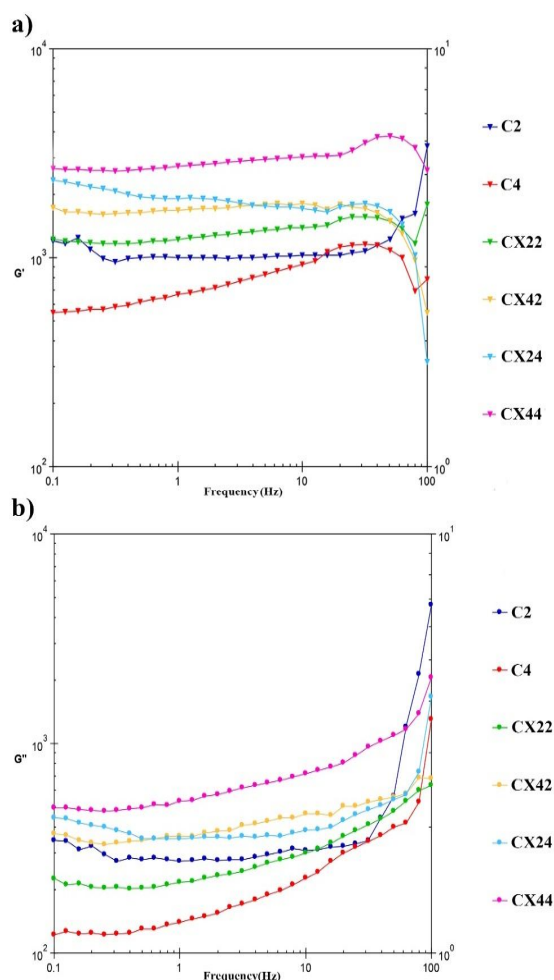 a)
10⁴
10¹
G'
10³
10²
10⁰
0.1
1
10
100
Frequency(Hz)
C2
C4
CX22
CX42
CX24
CX44
b)
10⁴
10¹
G"
10³
10²
10⁰
0.1
1
10
100
Frequency(Hz)
C2
C4
CX22
CX42
CX24
CX44